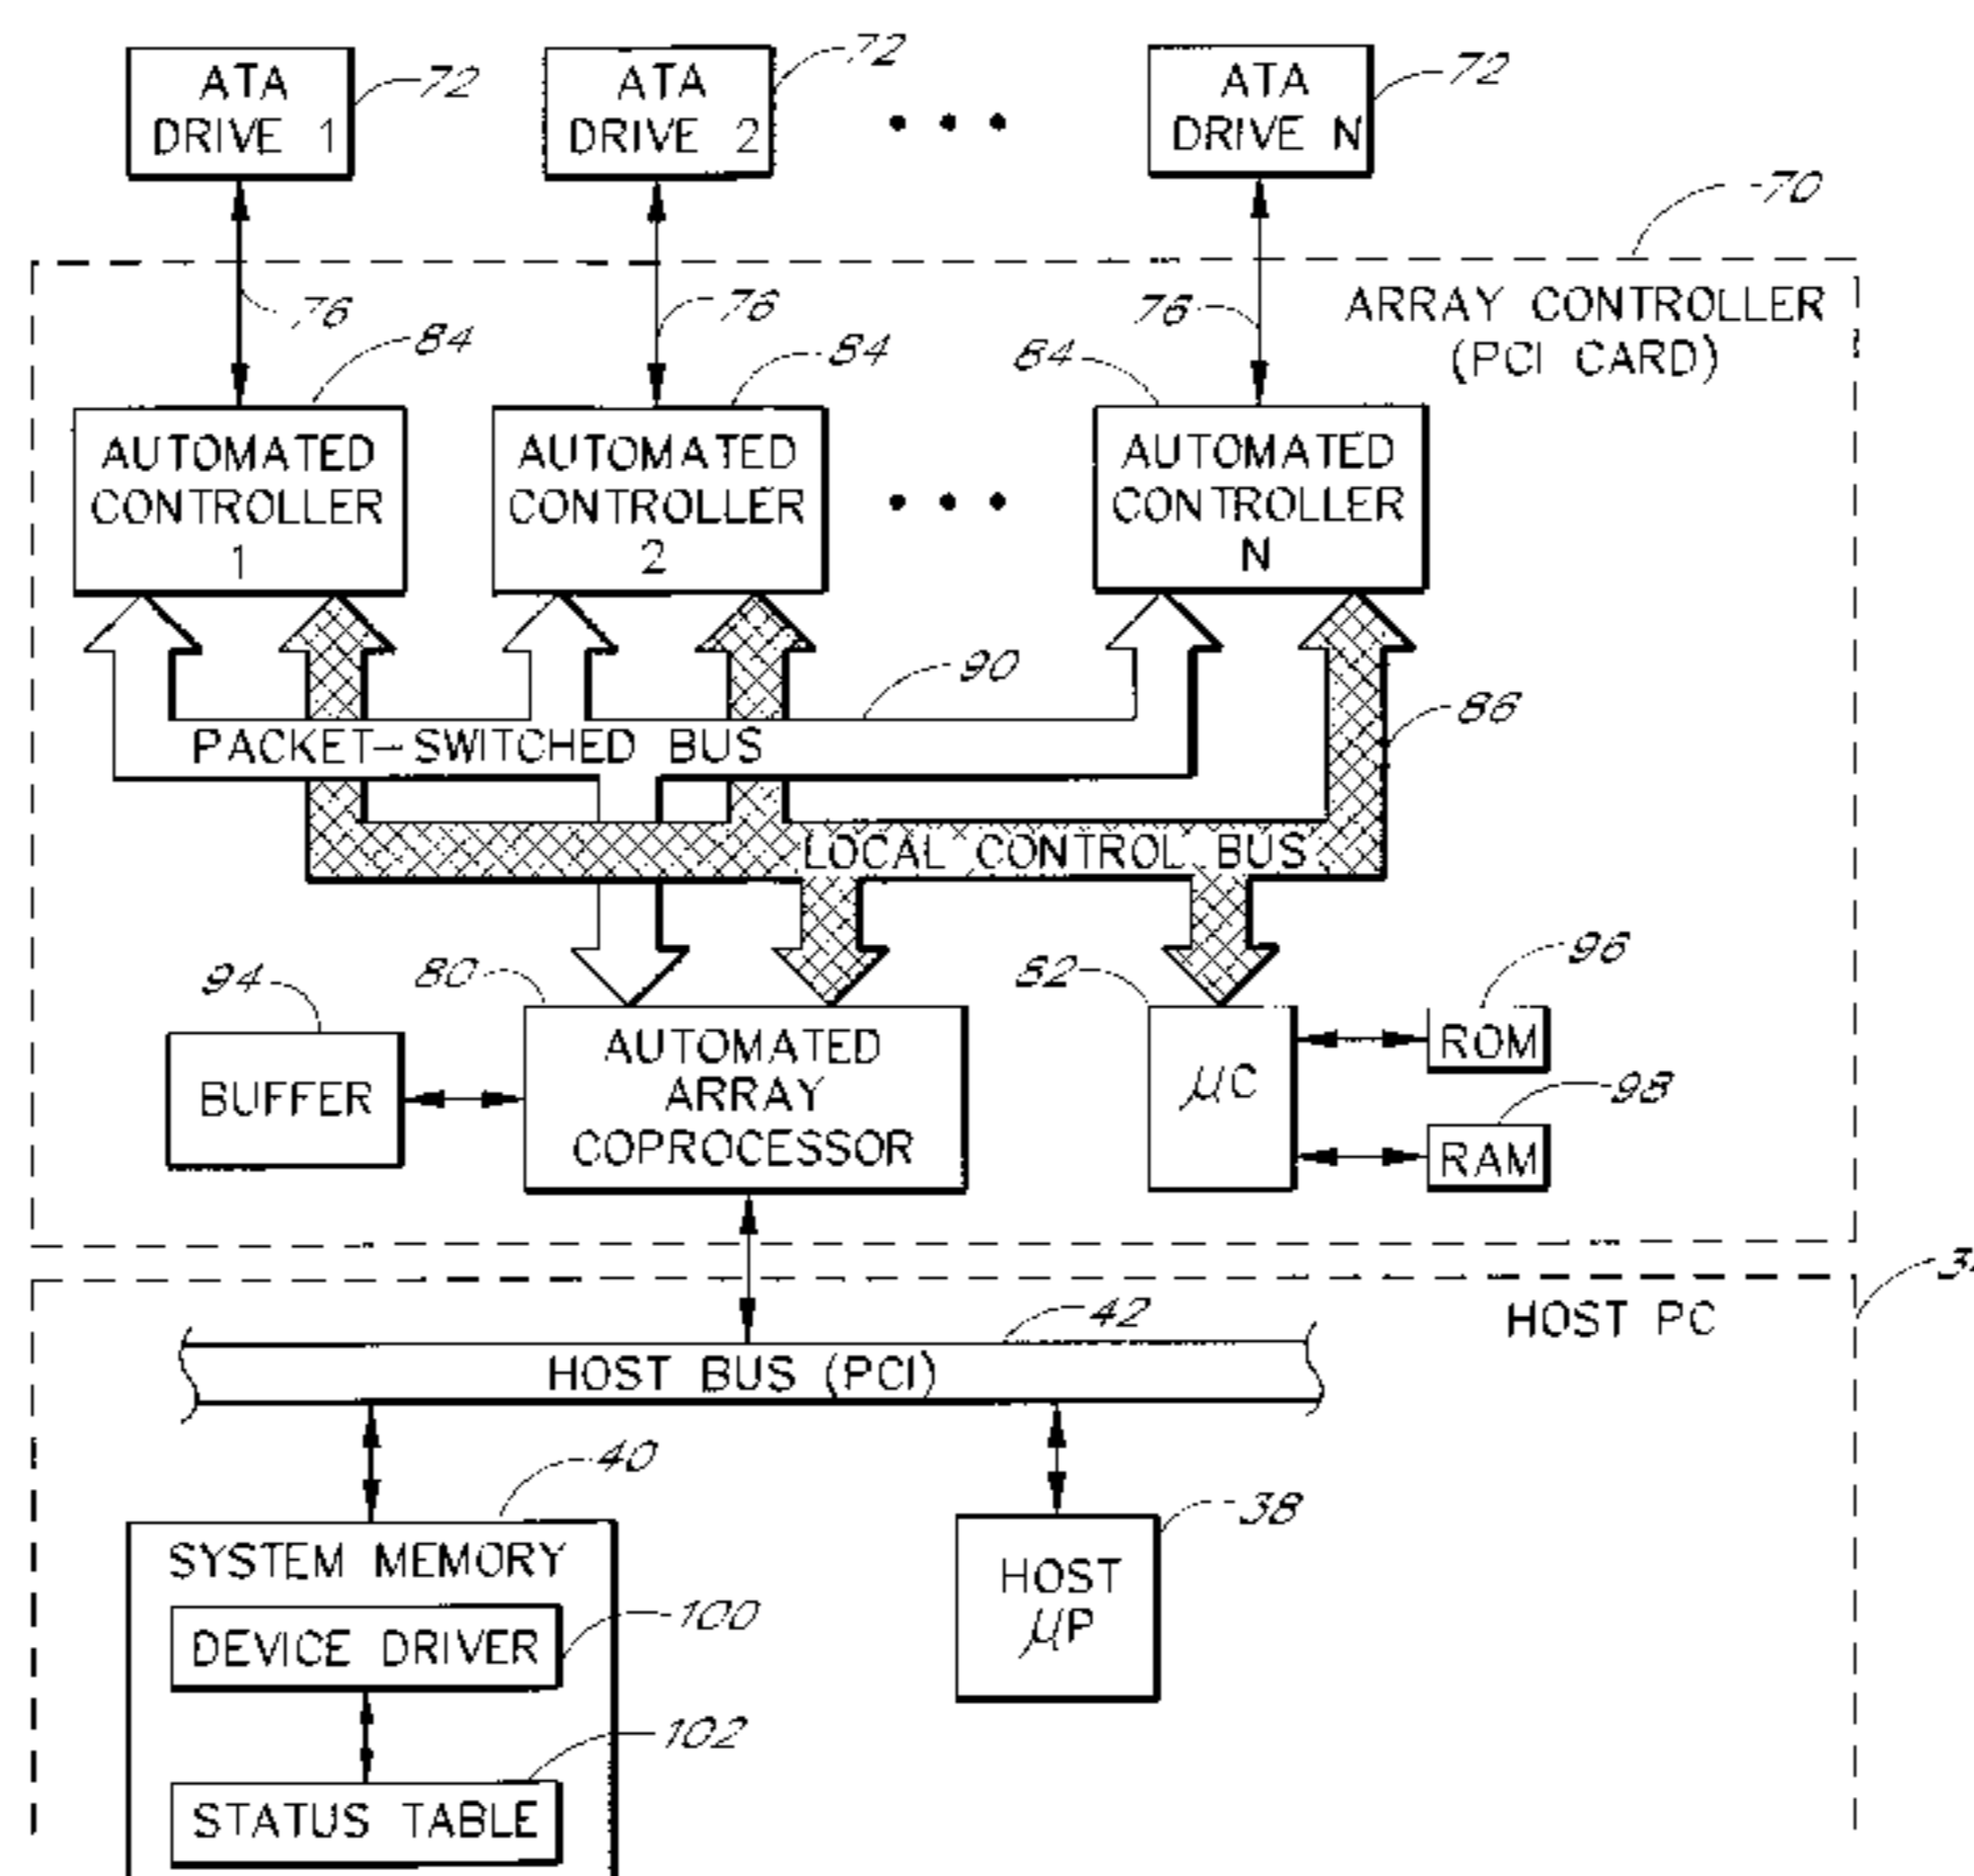 ATA
DRIVE 1
72
ATA
DRIVE 2
72
ATA
DRIVE N
72
70
76
76
76
ARRAY CONTROLLER
(PCI CARD)
84
84
84
AUTOMATED
CONTROLLER
1
AUTOMATED
CONTROLLER
2
AUTOMATED
CONTROLLER
N
90
86
PACKET-SWITCHED BUS
LOCAL CONTROL BUS
94
80
82
96
BUFFER
AUTOMATED
ARRAY
COPROCESSOR
μC
ROM
98
RAM
HOST PC
42
HOST BUS (PCI)
40
38
SYSTEM MEMORY
HOST
μP
100
DEVICE DRIVER
102
STATUS TABLE